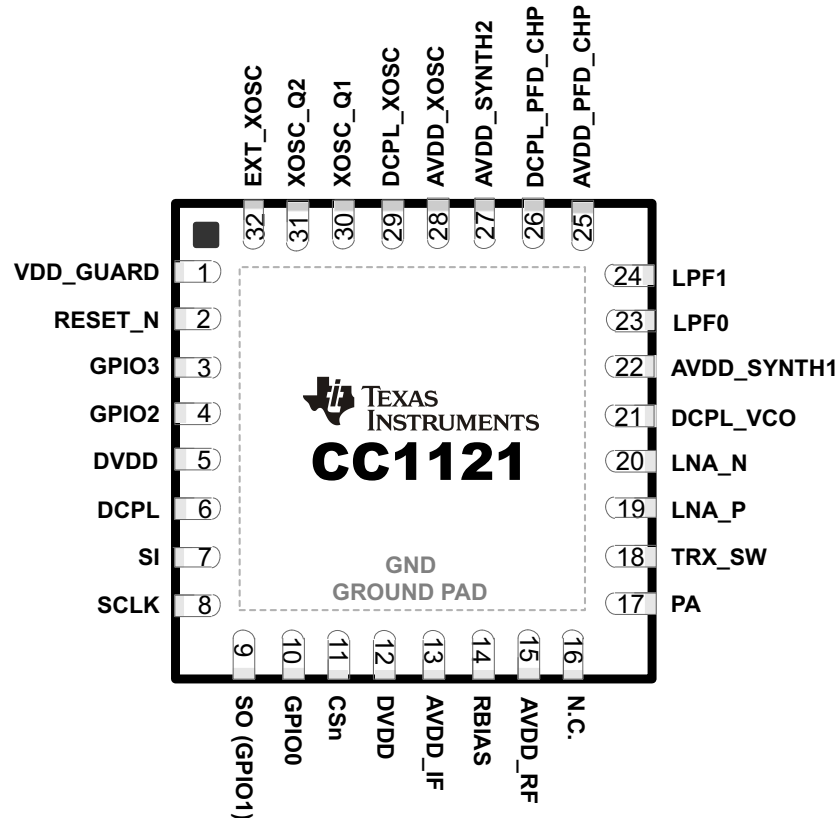 EXT_XOSC
XOSC_Q2
XOSC_Q1
DCPL_XOSC
AVDD_XOSC
AVDD_SYNTH2
DCPL_PFD_CHP
AVDD_PFD_CHP
32
31
30
29
28
27
26
25
VDD_GUARD 1
RESET_N 2
GPIO3 3
GPIO2 4
DVDD 5
DCPL 6
SI 7
SCLK 8
24 LPF1
23 LPF0
22 AVDD_SYNTH1
21 DCPL_VCO
20 LNA_N
19 LNA_P
18 TRX_SW
17 PA
TEXAS
INSTRUMENTS
CC1121
GND
GROUND PAD
9
10
11
12
13
14
15
16
SO (GPIO1)
GPIO0
CSn
DVDD
AVDD_IF
RBIAS
AVDD_RF
N.C.